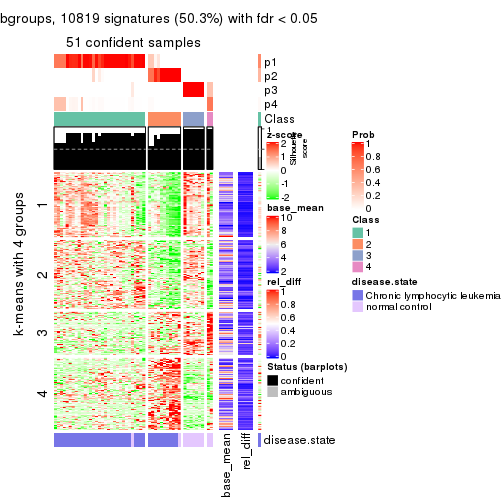 bgroups, 10819 signatures (50.3%) with fdr < 0.05
51 confident samples
p1
p2
p3
p4
Class
z-score
2
1
0
-1
-2
Silhouette
score
1
Prob
1
0.8
0.6
0.4
0.2
0
base_mean
10
8
6
4
2
Class
1
2
3
4
rel_diff
1
0.8
0.6
0.4
0.2
0
disease.state
Chronic lymphocytic leukemia
normal control
Status (barplots)
confident
ambiguous
k-means with 4 groups
1
2
3
4
disease.state
base_mean
rel_diff